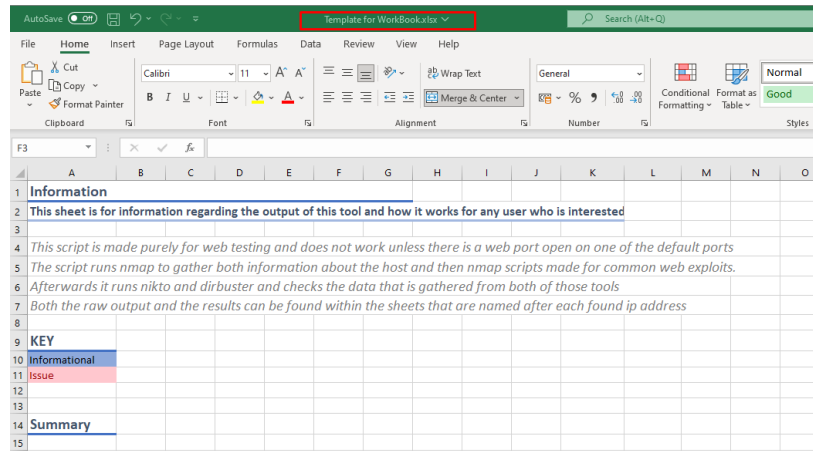 AutoSave Off Template for WorkBook.xlsx Search (Alt+Q)
File Home Insert Page Layout Formulas Data Review View Help
Paste Cut Copy Format Painter
Calibri 11 A A
B I U A
Wrap Text
Merge & Center
General
% 9
Conditional Formatting Format as Table
Normal
Good
Clipboard Font Alignment Number Styles
F3 fx
A B C D E F G H I J K L M N O
1 Information
2 This sheet is for information regarding the output of this tool and how it works for any user who is interested
3
4 This script is made purely for web testing and does not work unless there is a web port open on one of the default ports
5 The script runs nmap to gather both information about the host and then nmap scripts made for common web exploits.
6 Afterwards it runs nikto and dirbuster and checks the data that is gathered from both of those tools
7 Both the raw output and the results can be found within the sheets that are named after each found ip address
8
9 KEY
10 Informational
11 Issue
12
13
14 Summary
15